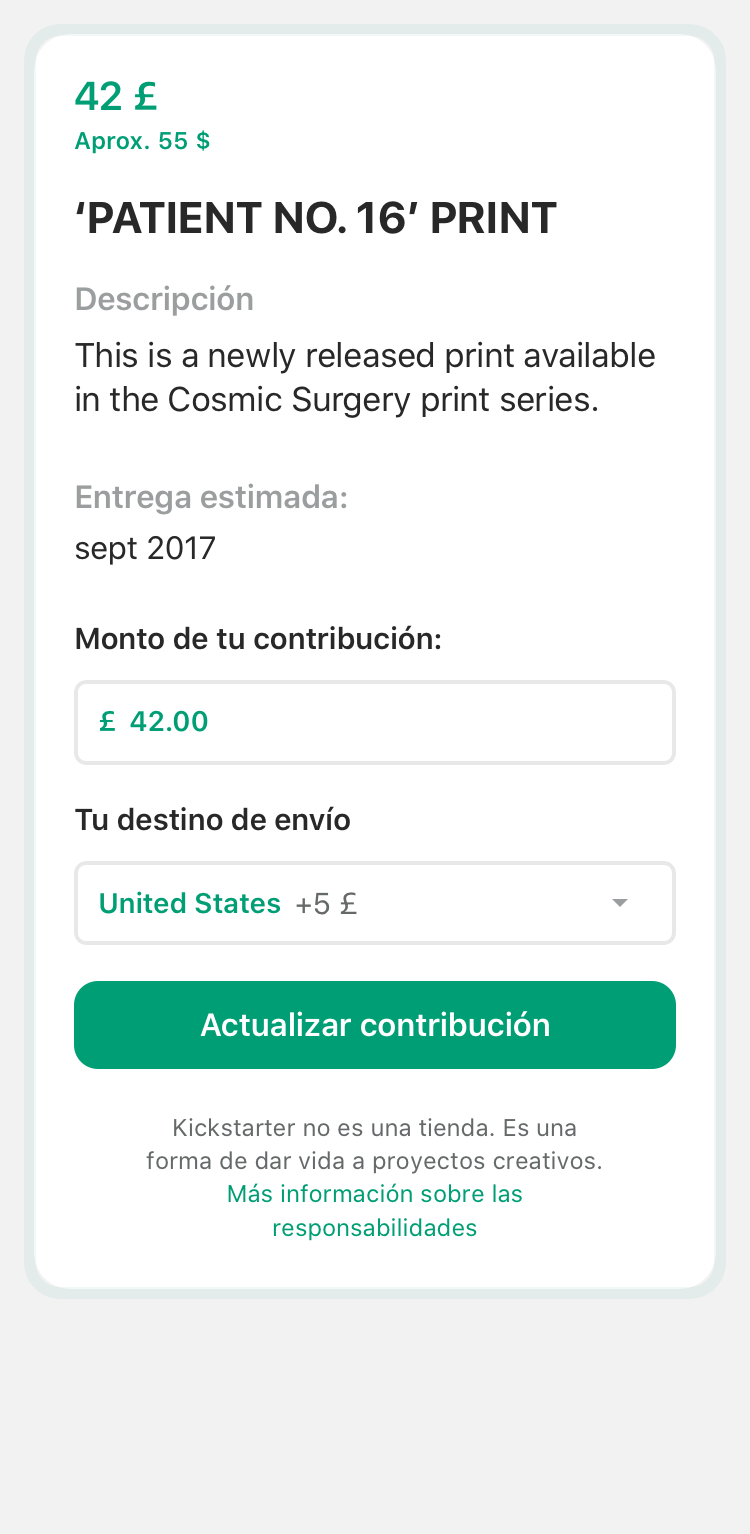 42 £
Aprox. 55 $
‘PATIENT NO. 16’ PRINT
Descripción
This is a newly released print available
in the Cosmic Surgery print series.
Entrega estimada:
sept 2017
Monto de tu contribución:
£ 42.00
Tu destino de envío
United States +5 £
Actualizar contribución
Kickstarter no es una tienda. Es una
forma de dar vida a proyectos creativos.
Más información sobre las
responsabilidades